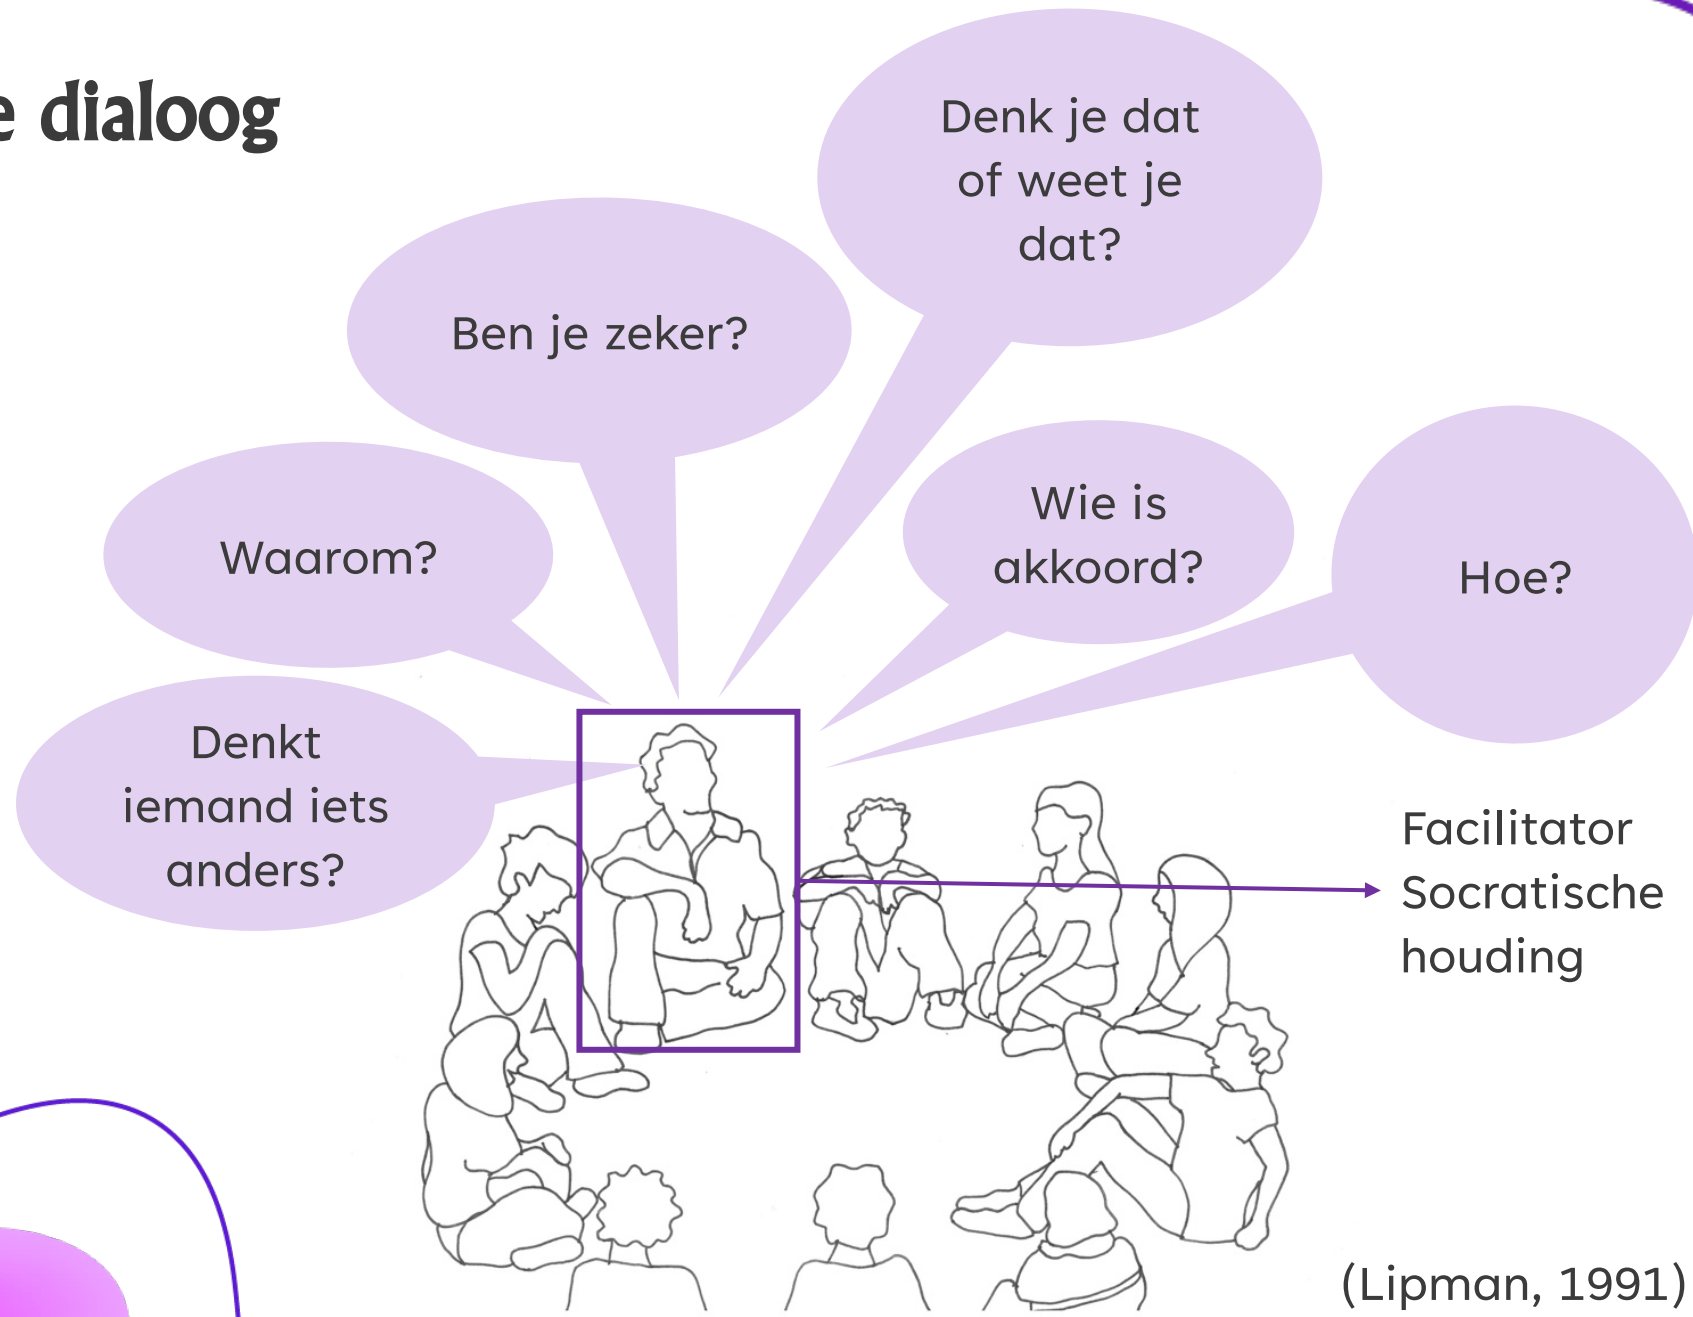 e dialoog
Denk je dat
of weet je
dat?
Ben je zeker?
Wie is
akkoord?
Waarom?
Hoe?
Denkt
iemand iets
anders?
Facilitator
Socratische
houding
(Lipman, 1991)